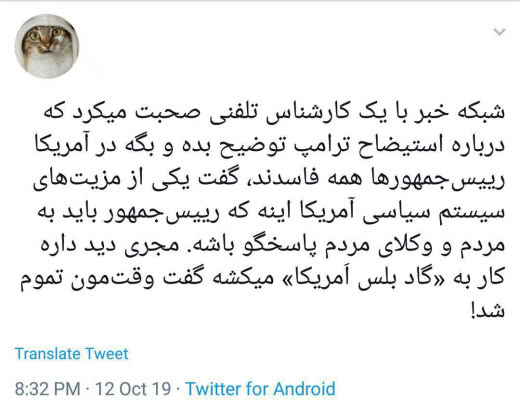 شبکه خبر با یک کارشناس تلفنی صحبت میکرد که
درباره استیضاح ترامپ توضیح بده و بگه در آمریکا
رییس‌جمهورها همه فاسدند، گفت یکی از مزیت‌های
سیستم سیاسی آمریکا اینه که رییس‌جمهور باید به
مردم و وکلای مردم پاسخگو باشه. مجری دید داره
کار به «گاد بلس اَمریکا» میکشه گفت وقت‌مون تموم
شد!
Translate Tweet
8:32 PM · 12 Oct 19 · Twitter for Android